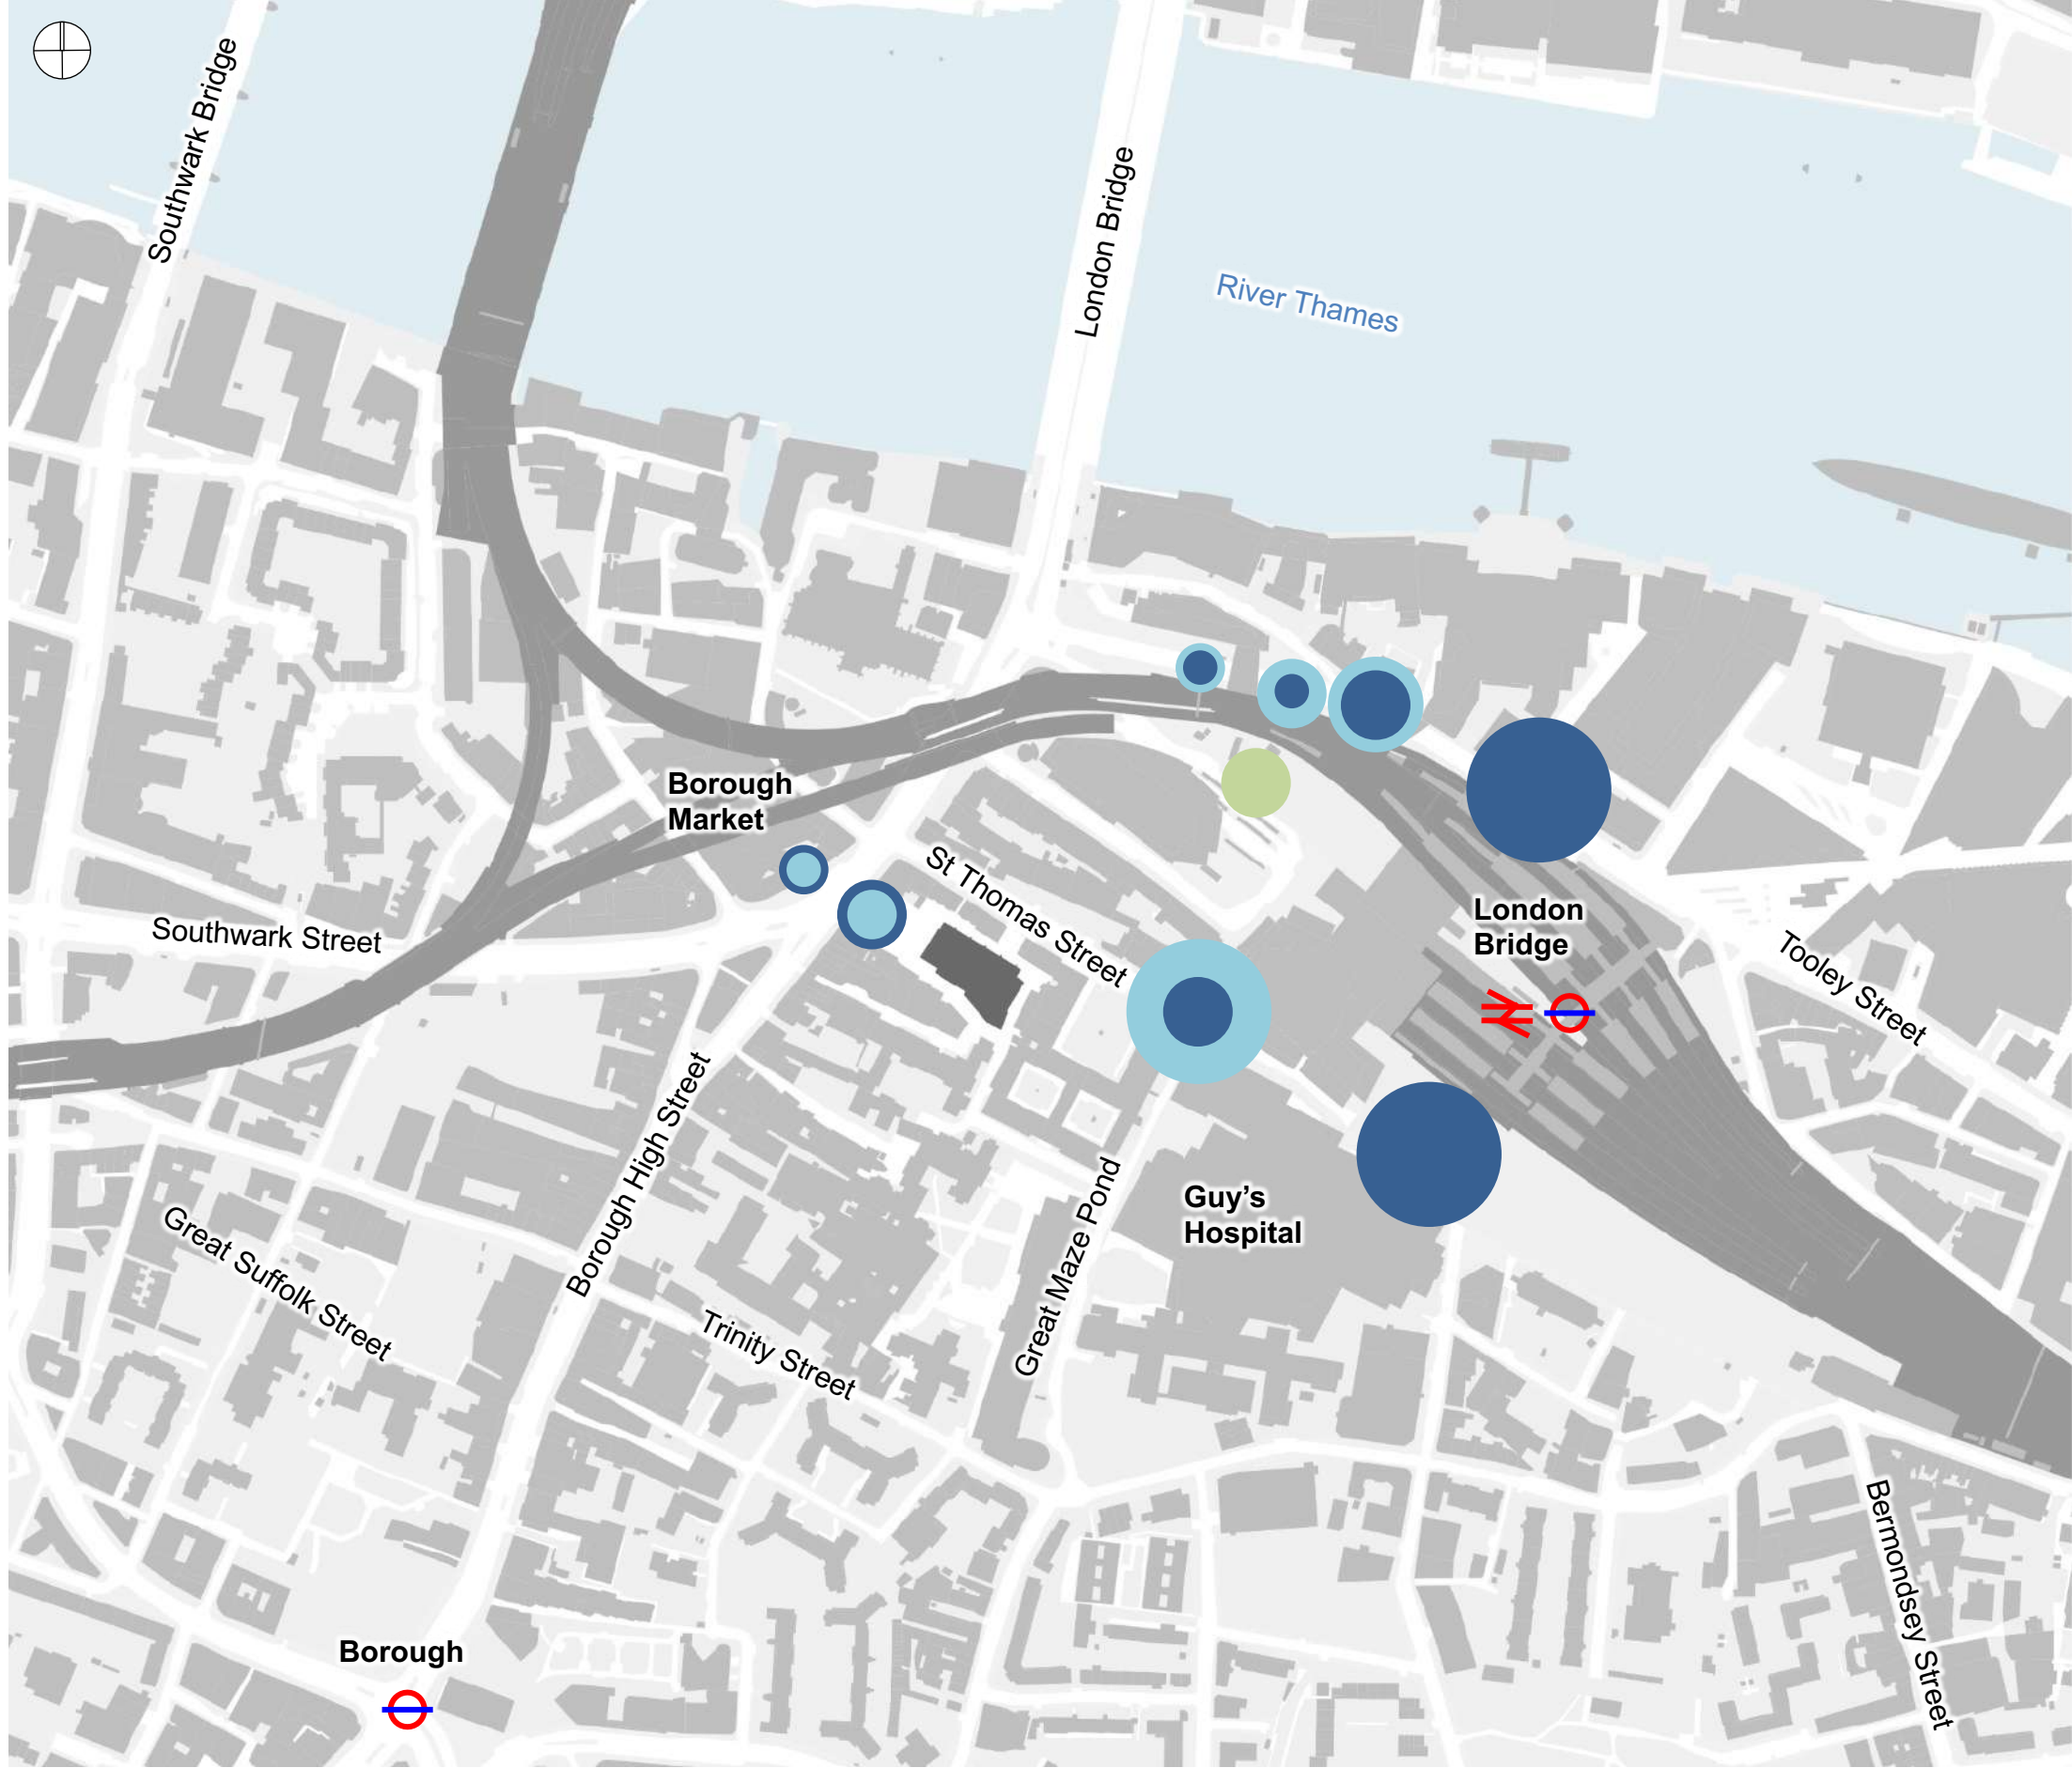 Southwark Bridge
London Bridge
River Thames
Borough
Market
St Thomas Street
Southwark Street
London
Bridge
Tooley Street
Borough High Street
Great Maze Pond
Guy’s
Hospital
Great Suffolk Street
Trinity Street
Bermondsey Street
Borough